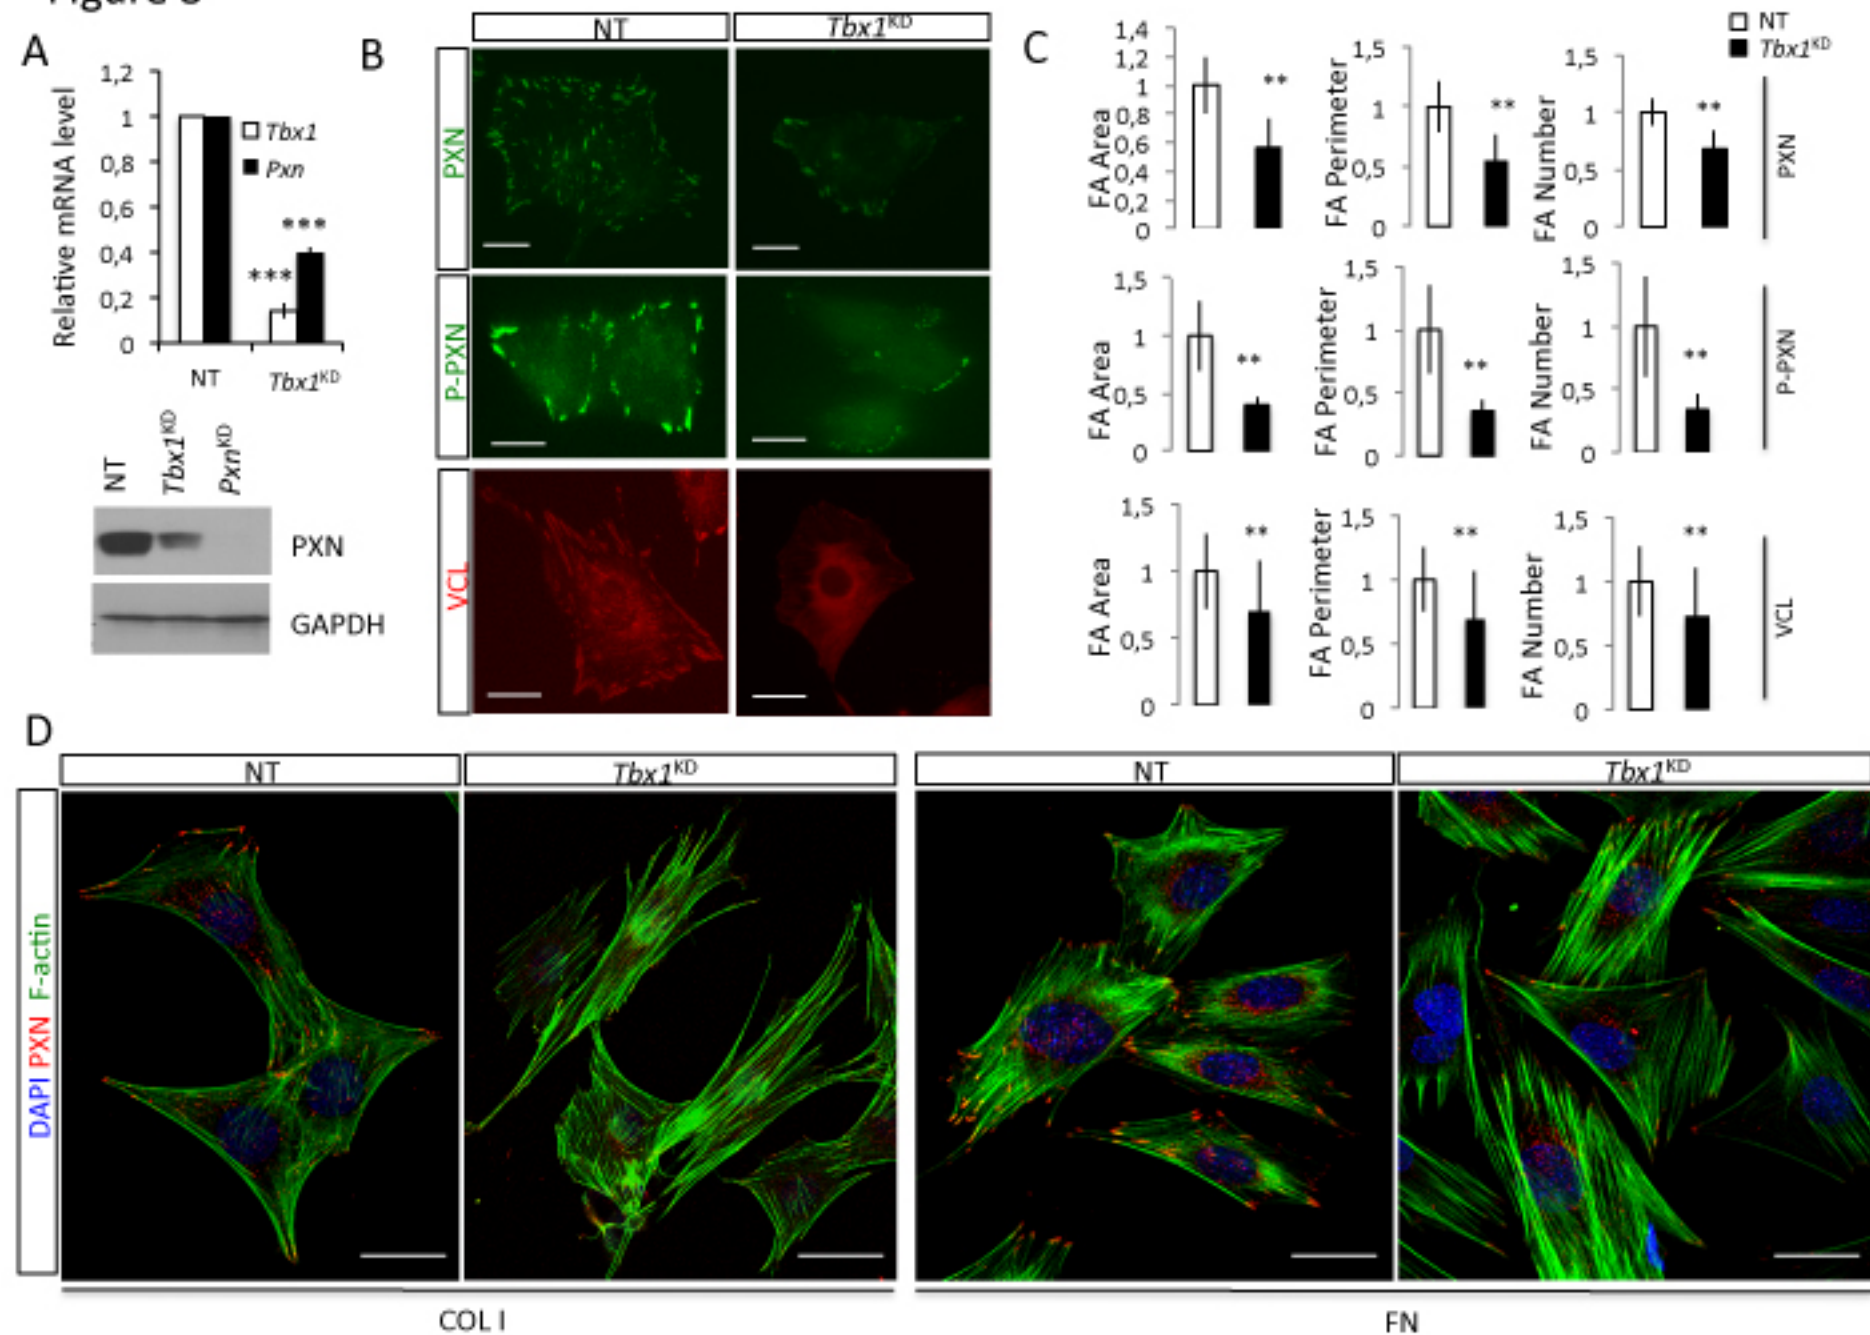 A
Relative mRNA level
1,2
1
0,8
0,6
0,4
0,2
0
Tbx1
Pxn
***
***
NT
Tbx1KD
NT
Tbx1KD
PxnKD
PXN
GAPDH
B
NT
Tbx1KD
PXN
P-PXN
VCL
C
NT
Tbx1KD
FA Area
1,4
1,2
1
0,8
0,6
0,4
0,2
0
**
FA Perimeter
1,5
1
0,5
0
**
FA Number
1,5
1
0,5
0
**
PXN
FA Area
1,5
1
0,5
0
**
FA Perimeter
1,5
1
0,5
0
**
FA Number
1,5
1
0,5
0
**
P-PXN
FA Area
1,5
1
0,5
0
**
FA Perimeter
1,5
1
0,5
0
**
FA Number
1,5
1
0,5
0
**
VCL
D
NT
Tbx1KD
NT
Tbx1KD
DAPI PXN F-actin
COL I
FN